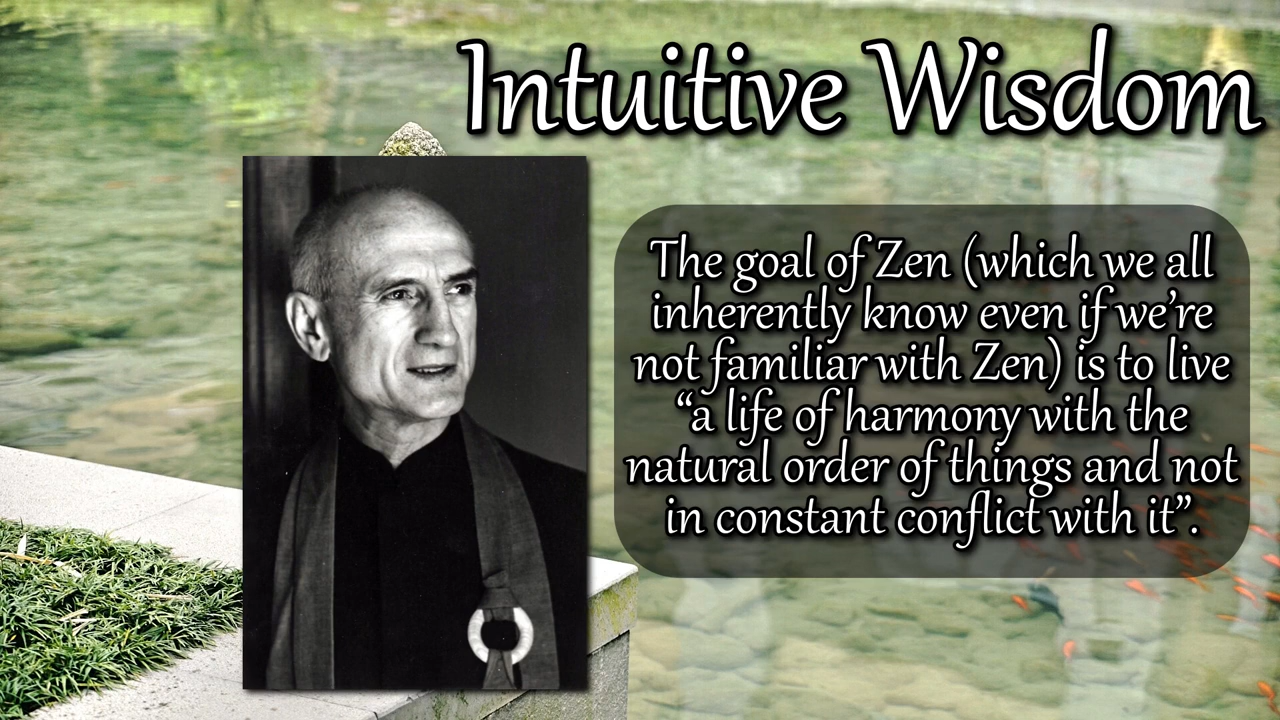 Intuitive Wisdom
The goal of Zen (which we all
inherently know even if we’re
not familiar with Zen) is to live
“a life of harmony with the
natural order of things and not
in constant conflict with it”.